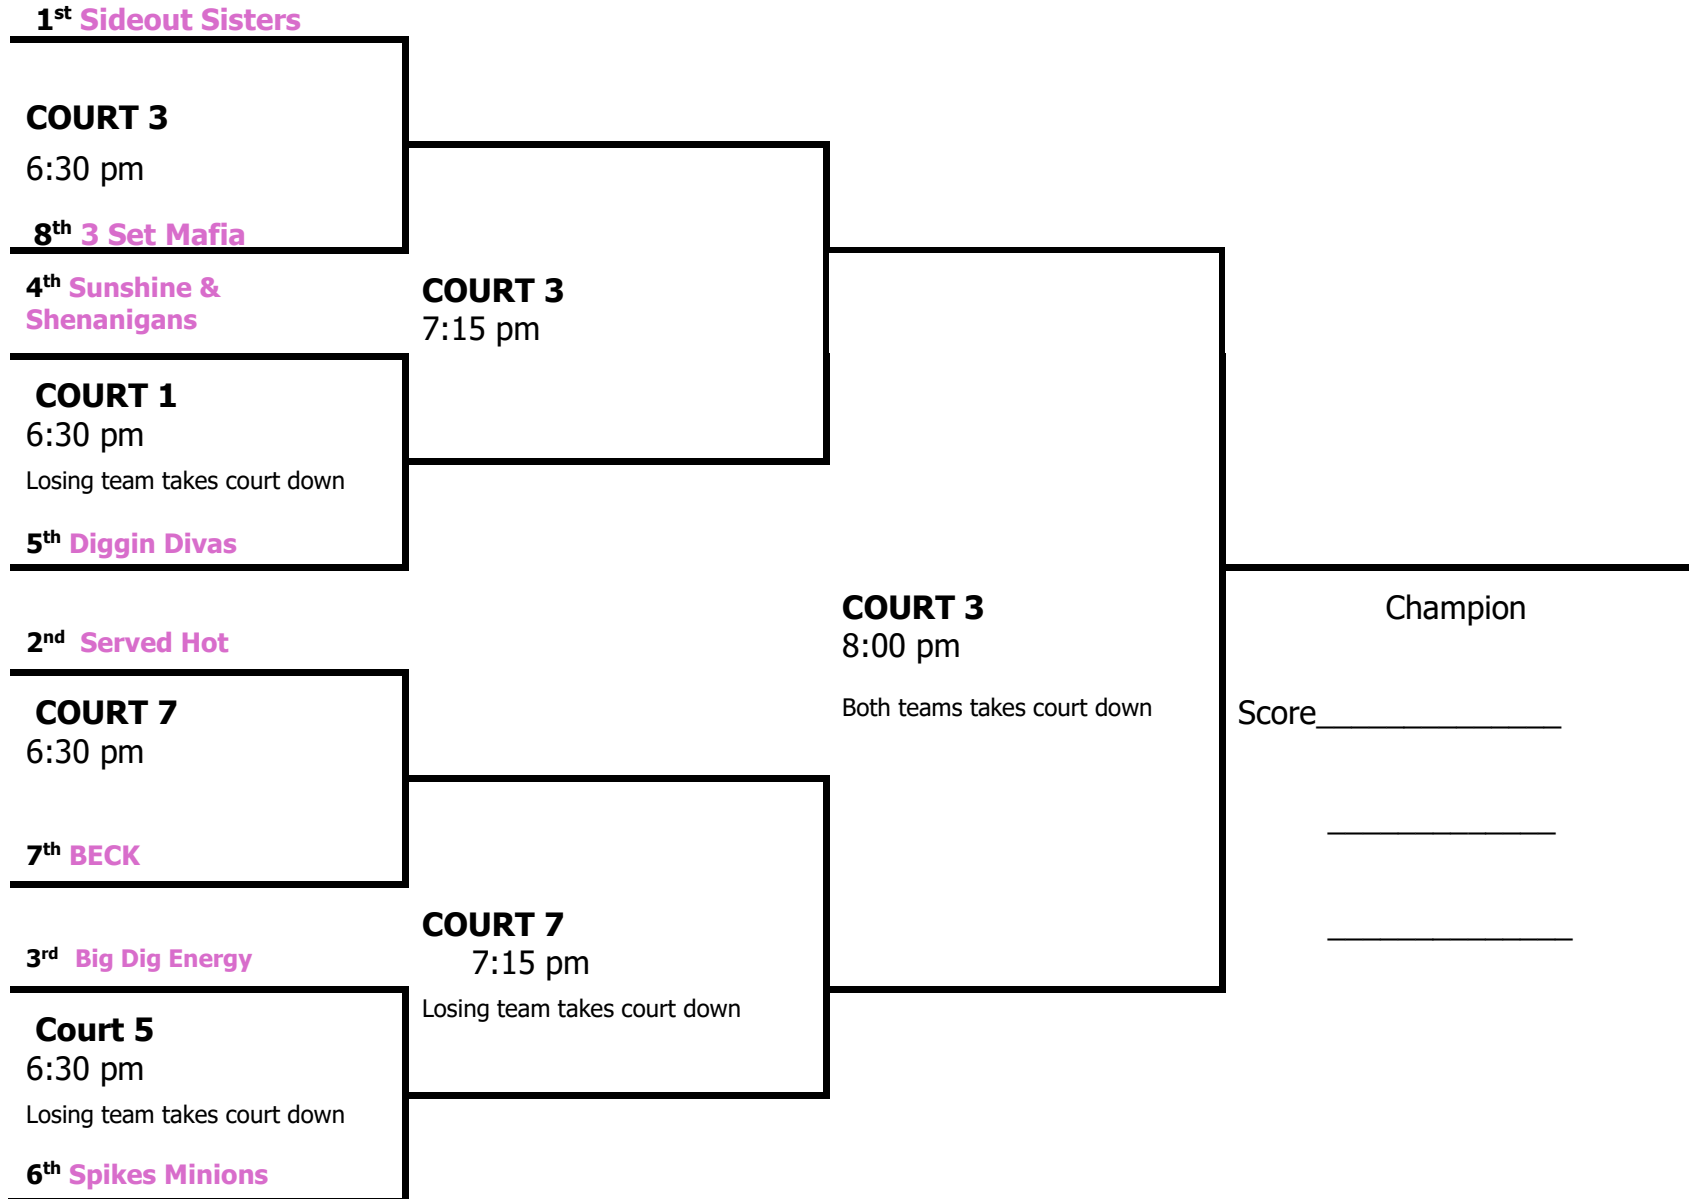 1st Sideout Sisters
COURT 3
6:30 pm
8th 3 Set Mafia
4th Sunshine &
Shenanigans
COURT 3
7:15 pm
COURT 1
6:30 pm
Losing team takes court down
5th Diggin Divas
COURT 3
8:00 pm
Both teams takes court down
Champion
Score______________
_____________
______________
2nd Served Hot
COURT 7
6:30 pm
7th BECK
COURT 7
7:15 pm
Losing team takes court down
3rd Big Dig Energy
Court 5
6:30 pm
Losing team takes court down
6th Spikes Minions